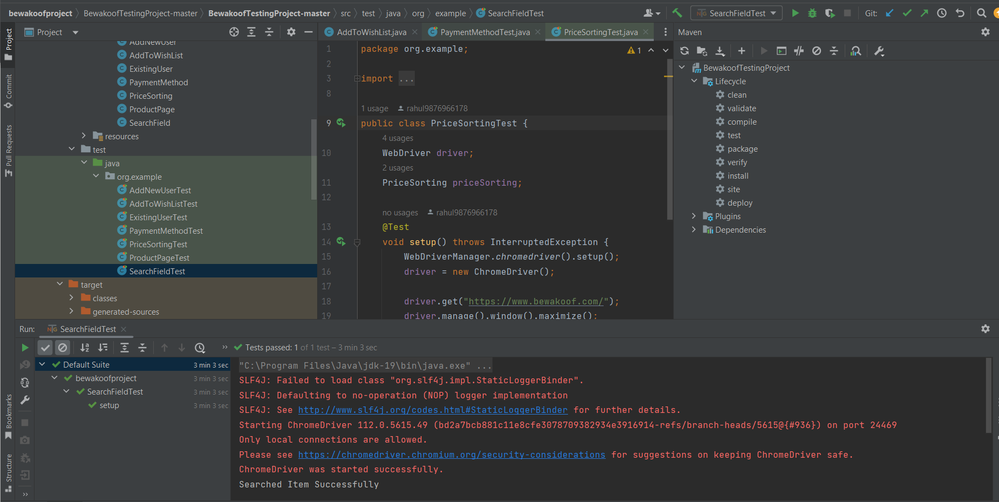 bewakoofproject BewakoofTestingProject-master BewakoofTestingProject-master src test java org example SearchFieldTest
SearchFieldTest Git:
Project
AddToWishList.java PaymentMethodTest.java PriceSortingTest.java
Maven
Project
Commit
Pull Requests
Bookmarks
Structure
AddNewUser
AddToWishList
ExistingUser
PaymentMethod
PriceSorting
ProductPage
SearchField
resources
test
java
org.example
AddNewUserTest
AddToWishListTest
ExistingUserTest
PaymentMethodTest
PriceSortingTest
ProductPageTest
SearchFieldTest
target
classes
generated-sources
1 package org.example;
1
2
3 import ...
8
1 usage rahul9876966178
9 public class PriceSortingTest {
4 usages
10 WebDriver driver;
2 usages
11 PriceSorting priceSorting;
12
no usages rahul9876966178
13 @Test
14 void setup() throws InterruptedException {
15 WebDriverManager.chromedriver().setup();
16 driver = new ChromeDriver();
17
18 driver.get("https://www.bewakoof.com/");
19 driver.manage().window().maximize();
BewakoofTestingProject
Lifecycle
clean
validate
compile
test
package
verify
install
site
deploy
Plugins
Dependencies
Run: SearchFieldTest
Tests passed: 1 of 1 test – 3 min 3 sec
Default Suite 3 min 3 sec
bewakoofproject 3 min 3 sec
SearchFieldTest 3 min 3 sec
setup 3 min 3 sec
"C:\Program Files\Java\jdk-19\bin\java.exe" ...
SLF4J: Failed to load class "org.slf4j.impl.StaticLoggerBinder".
SLF4J: Defaulting to no-operation (NOP) logger implementation
SLF4J: See http://www.slf4j.org/codes.html#StaticLoggerBinder for further details.
Starting ChromeDriver 112.0.5615.49 (bd2a7bcb881c11e8cfe3078709382934e3916914-refs/branch-heads/5615@{#936}) on port 24469
Only local connections are allowed.
Please see https://chromedriver.chromium.org/security-considerations for suggestions on keeping ChromeDriver safe.
ChromeDriver was started successfully.
Searched Item Successfully